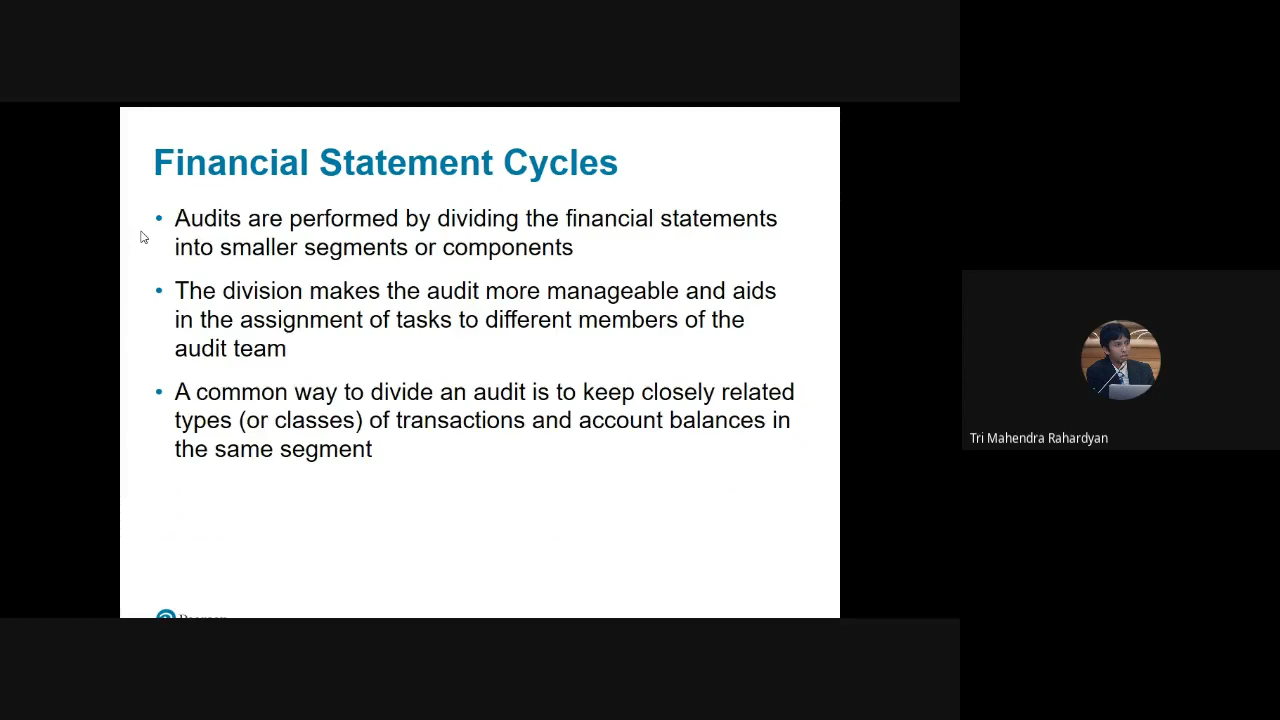 Financial Statement Cycles
• Audits are performed by dividing the financial statements
into smaller segments or components
• The division makes the audit more manageable and aids
in the assignment of tasks to different members of the
audit team
• A common way to divide an audit is to keep closely related
types (or classes) of transactions and account balances in
the same segment
Tri Mahendra Rahardyan